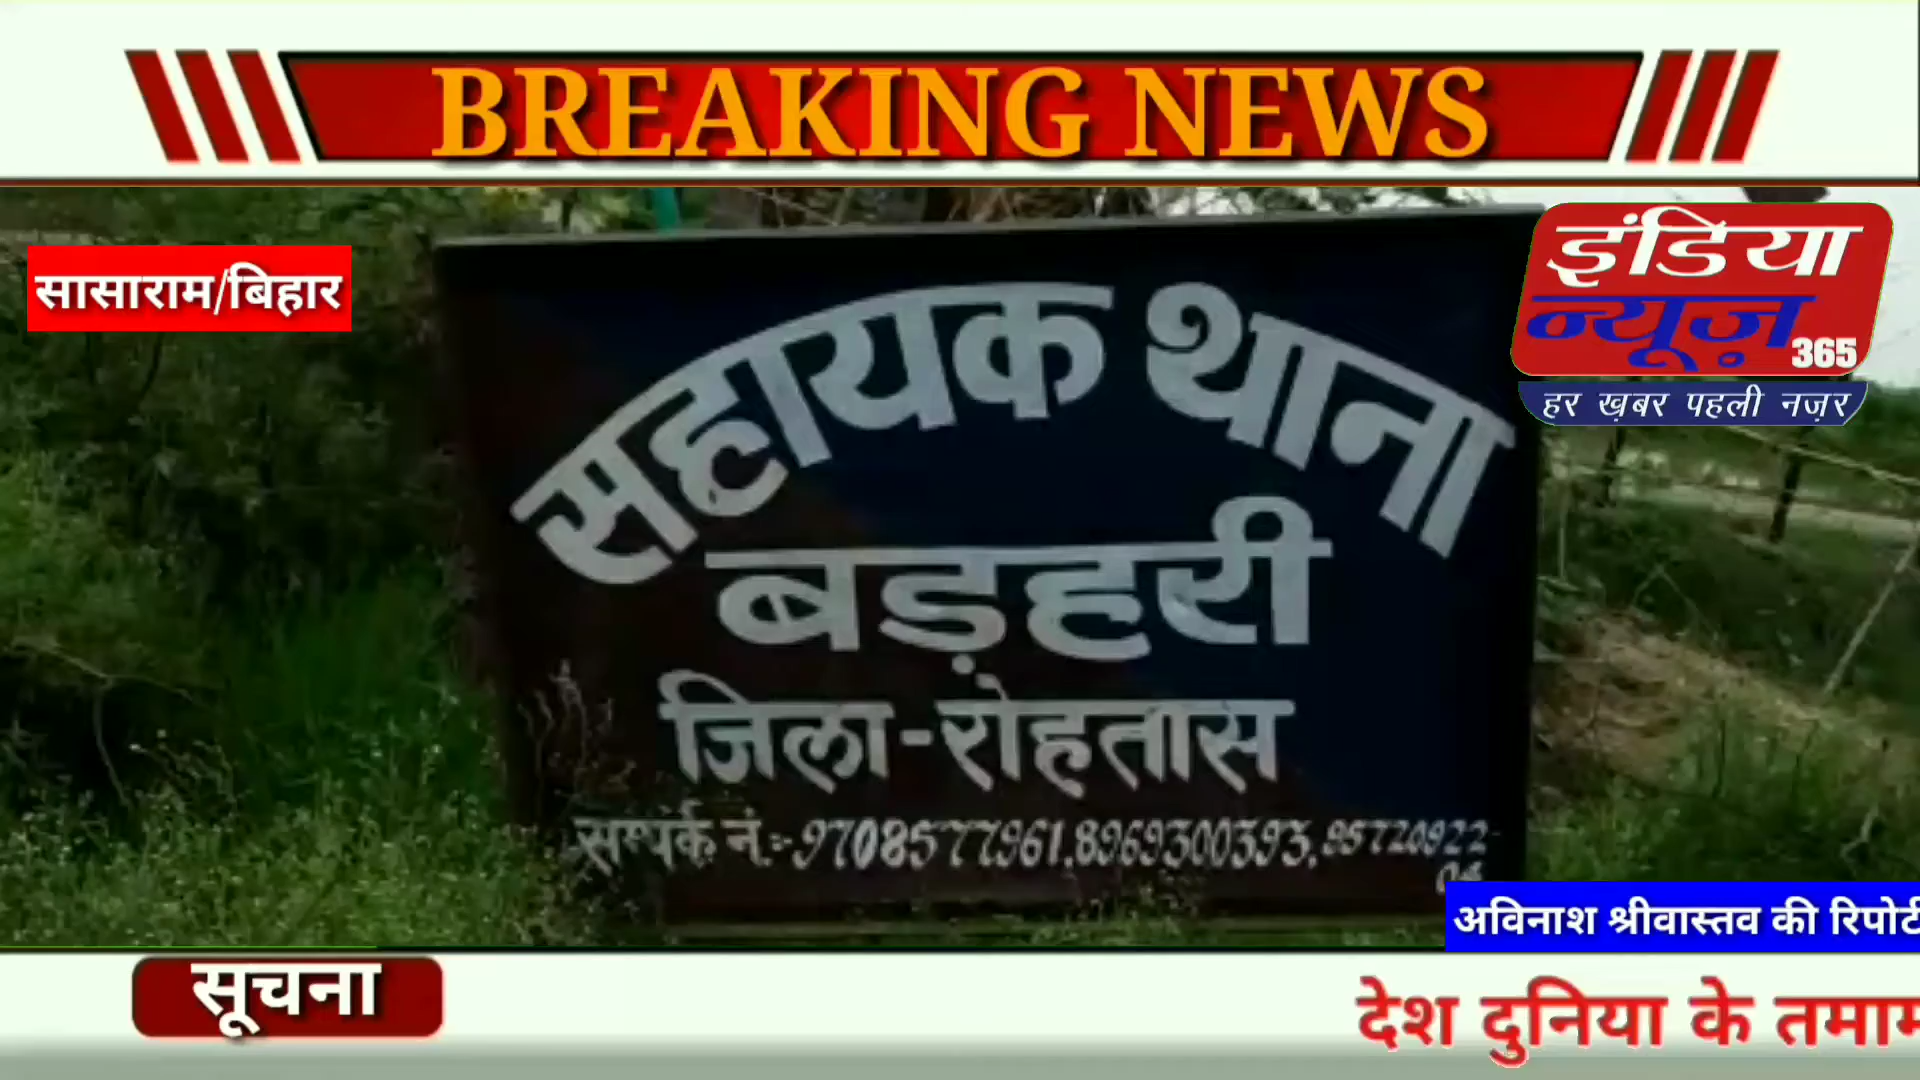 BREAKING NEWS
सासाराम/बिहार
इंडिया
न्यूज़
365
हर ख़बर पहली नज़र
सहायक थाना
बड़हरी
जिला-रोहतास
सम्पर्क नं.:-9708577961,8969300393,95720922-
अविनाश श्रीवास्तव की रिपोर्ट
सूचना
देश दुनिया के तमाम